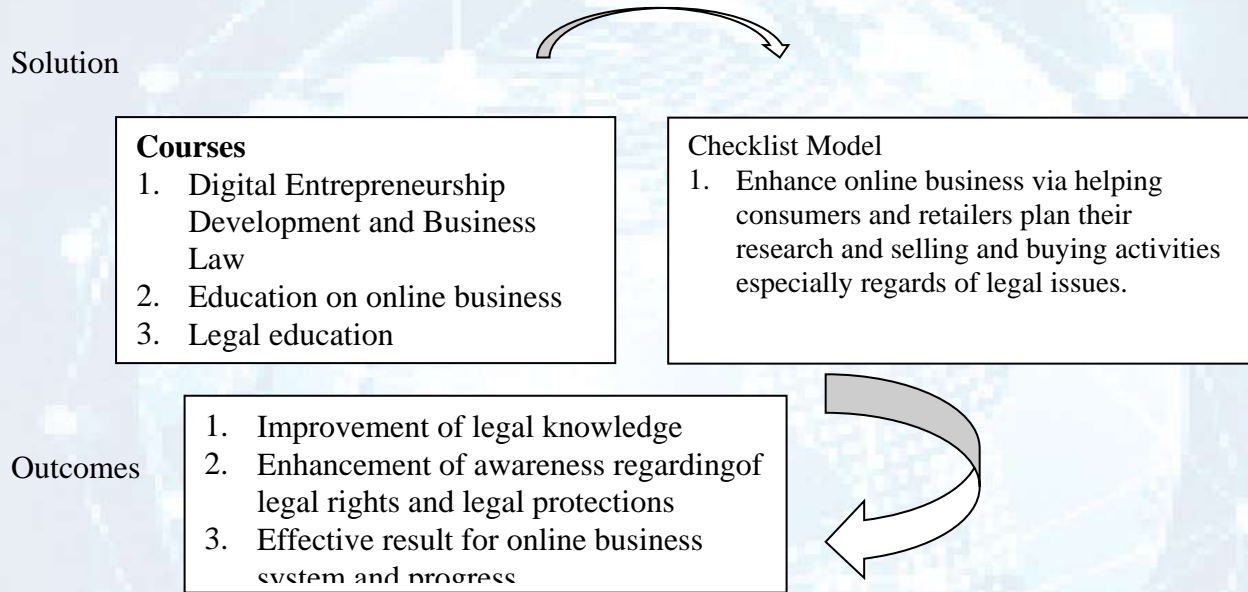 Solution
Courses
1. Digital Entrepreneurship
Development and Business
Law
2. Education on online business
3. Legal education
Checklist Model
1. Enhance online business via helping
consumers and retailers plan their
research and selling and buying activities
especially regards of legal issues.
Outcomes
1. Improvement of legal knowledge
2. Enhancement of awareness regardingof
legal rights and legal protections
3. Effective result for online business
system and progress